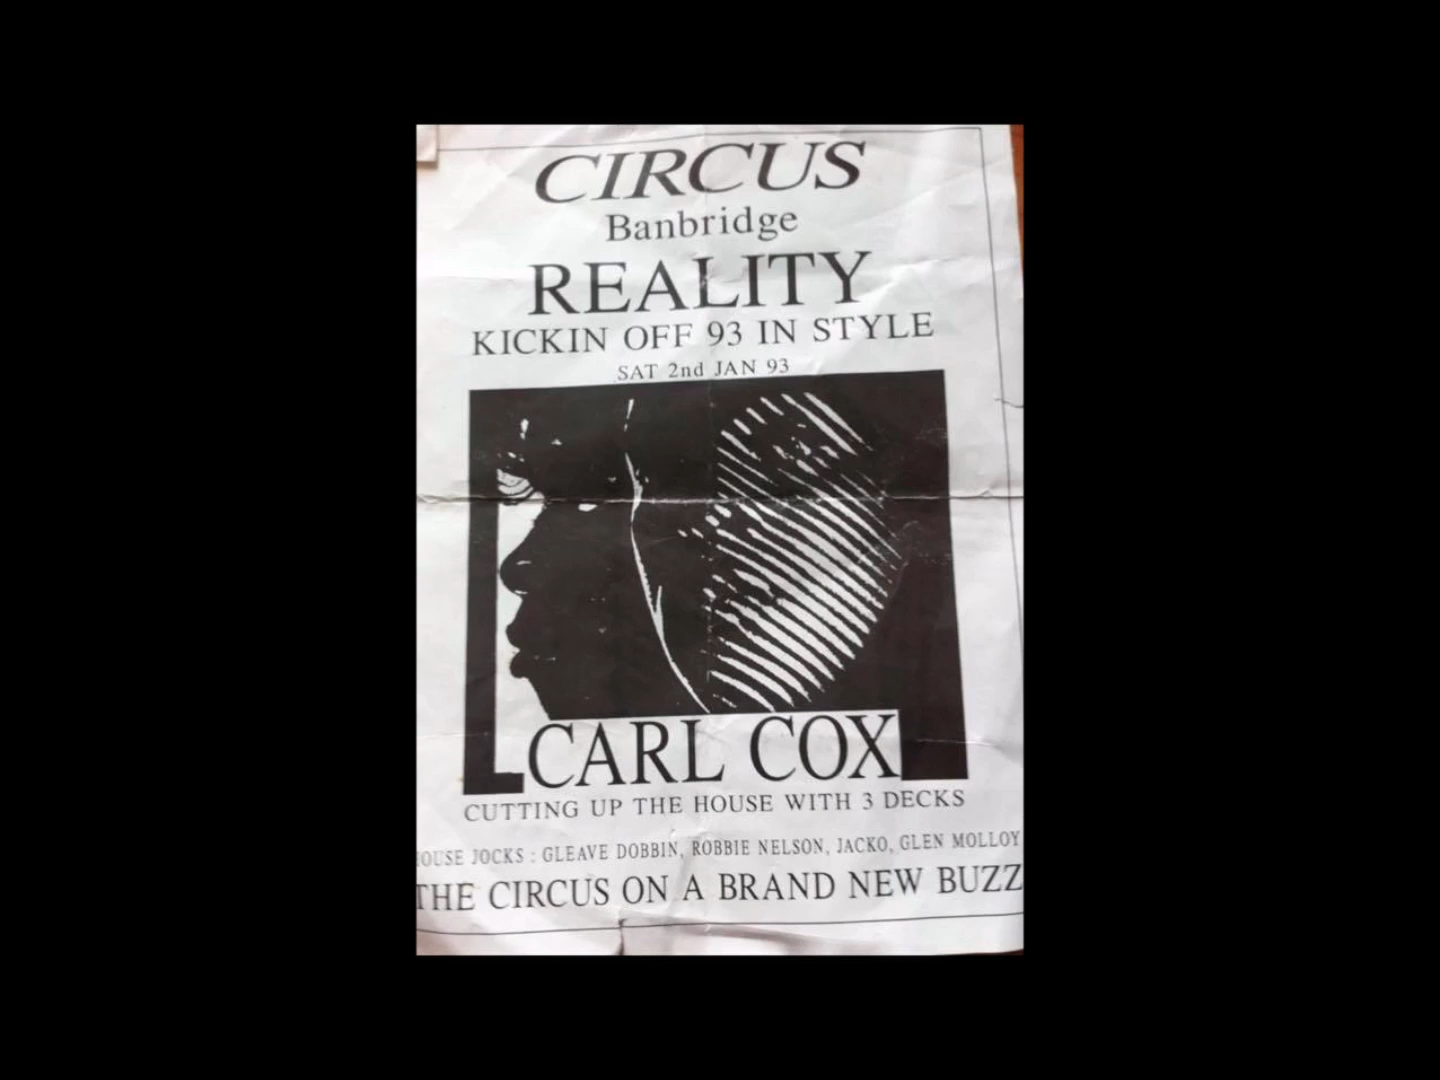 CIRCUS
Banbridge
REALITY
KICKIN OFF 93 IN STYLE
SAT 2nd JAN 93
CARL COX
CUTTING UP THE HOUSE WITH 3 DECKS
OUSE JOCKS : GLEAVE DOBBIN, ROBBIE NELSON, JACKO, GLEN MOLLOY
THE CIRCUS ON A BRAND NEW BUZZ